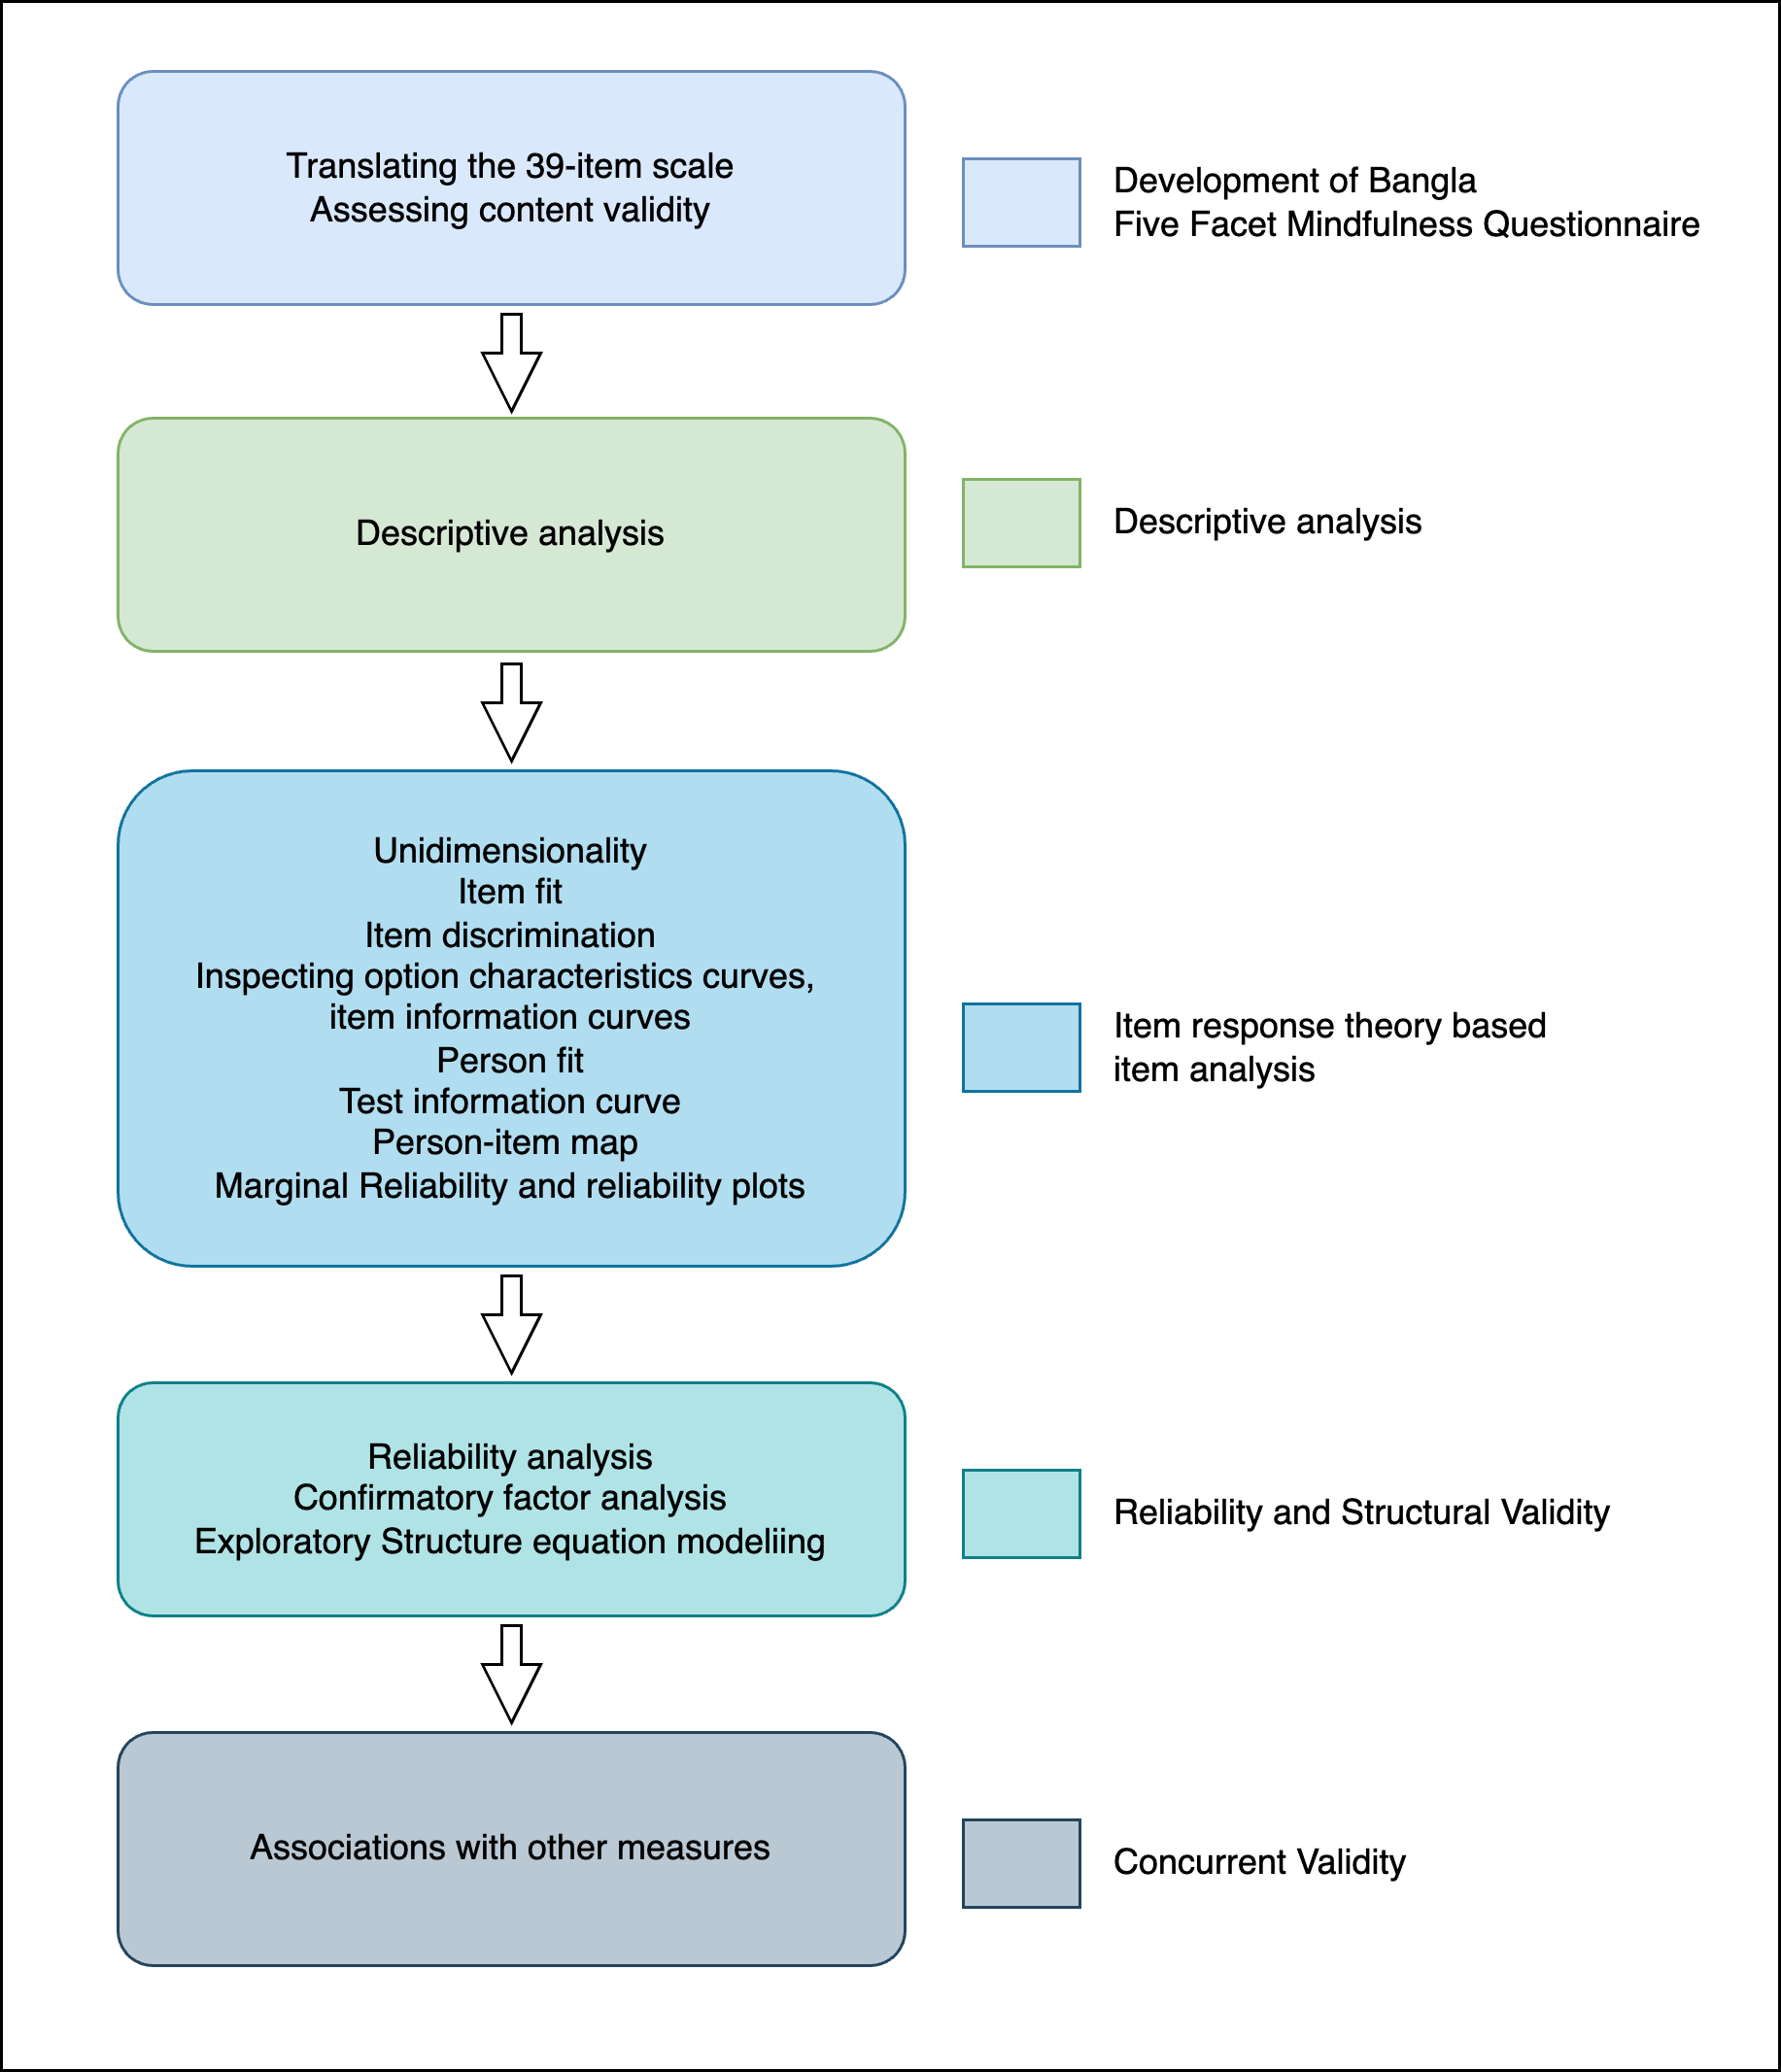 Translating the 39-item scale
Assessing content validity
Development of Bangla
Five Facet Mindfulness Questionnaire
Descriptive analysis
Descriptive analysis
Unidimensionality
Item fit
Item discrimination
Inspecting option characteristics curves,
item information curves
Person fit
Test information curve
Person-item map
Marginal Reliability and reliability plots
Item response theory based
item analysis
Reliability analysis
Confirmatory factor analysis
Exploratory Structure equation modeliing
Reliability and Structural Validity
Associations with other measures
Concurrent Validity